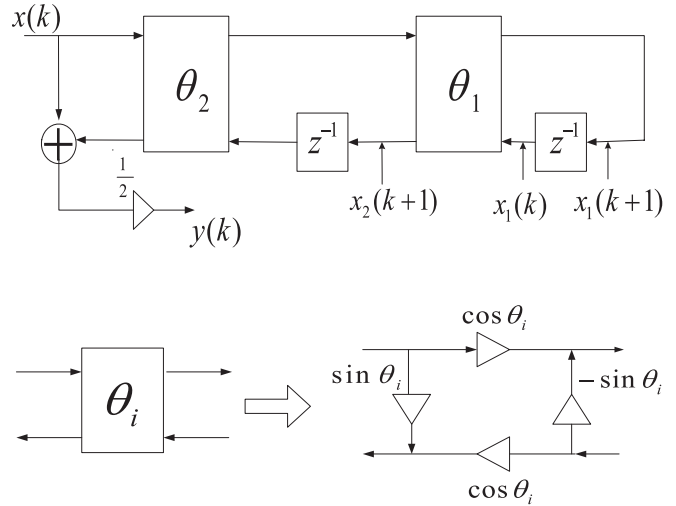 x(k)
θ₂
θ₁
+
z⁻¹
z⁻¹
1/2
x₂(k+1)
x₁(k)
x₁(k+1)
y(k)
cos θᵢ
sin θᵢ
−sin θᵢ
θᵢ
cos θᵢ